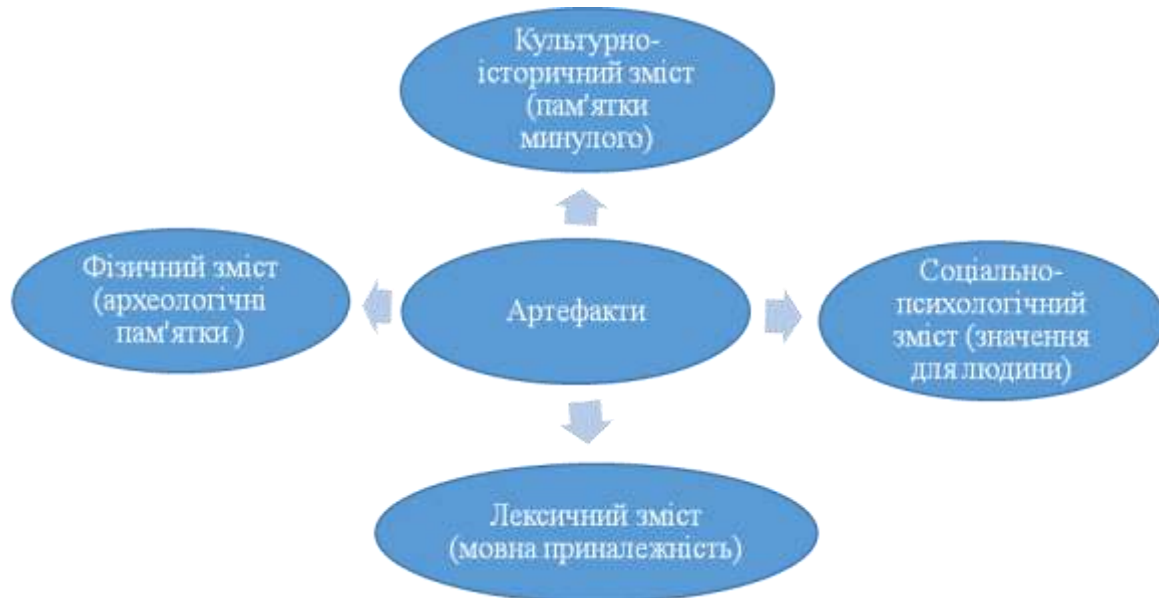 Культурно-
історичний зміст
(пам'ятки
минулого)
Фізичний зміст
(археологічні
пам'ятки )
Артефакти
Соціально-
психологічний
зміст (значення
для людини)
Лексичний зміст
(мовна приналежність)